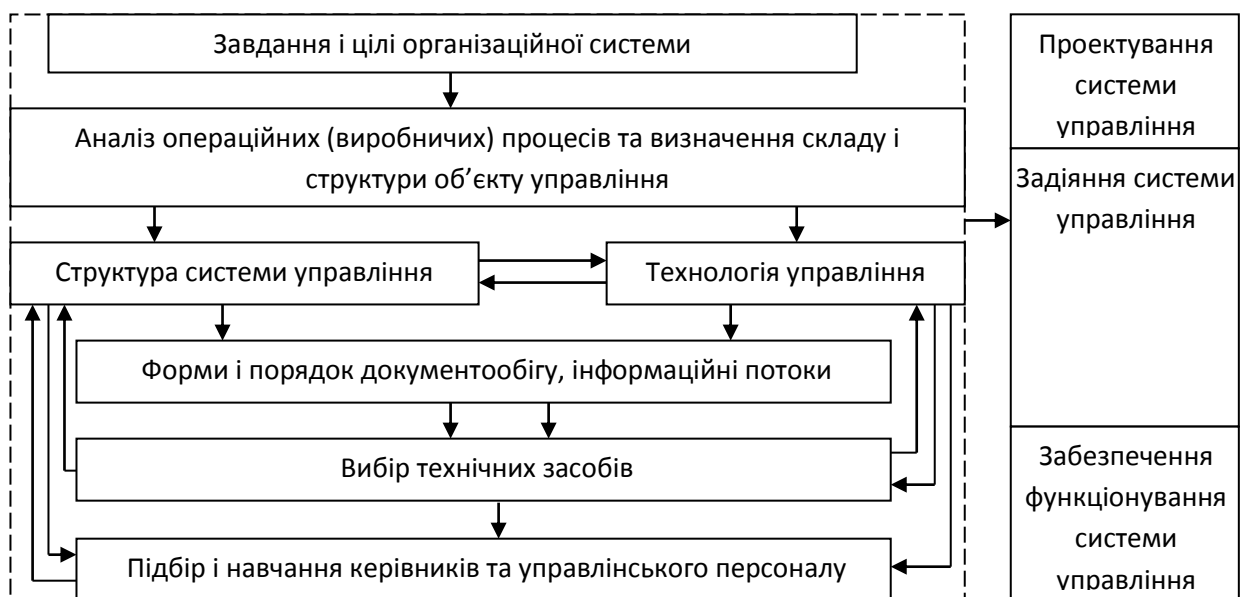 Завдання і цілі організаційної системи
Аналіз операційних (виробничих) процесів та визначення складу і
структури об’єкту управління
Структура системи управління
Технологія управління
Форми і порядок документообігу, інформаційні потоки
Вибір технічних засобів
Підбір і навчання керівників та управлінського персоналу
Проектування
системи
управління
Задіяння системи
управління
Забезпечення
функціонування
системи
управління